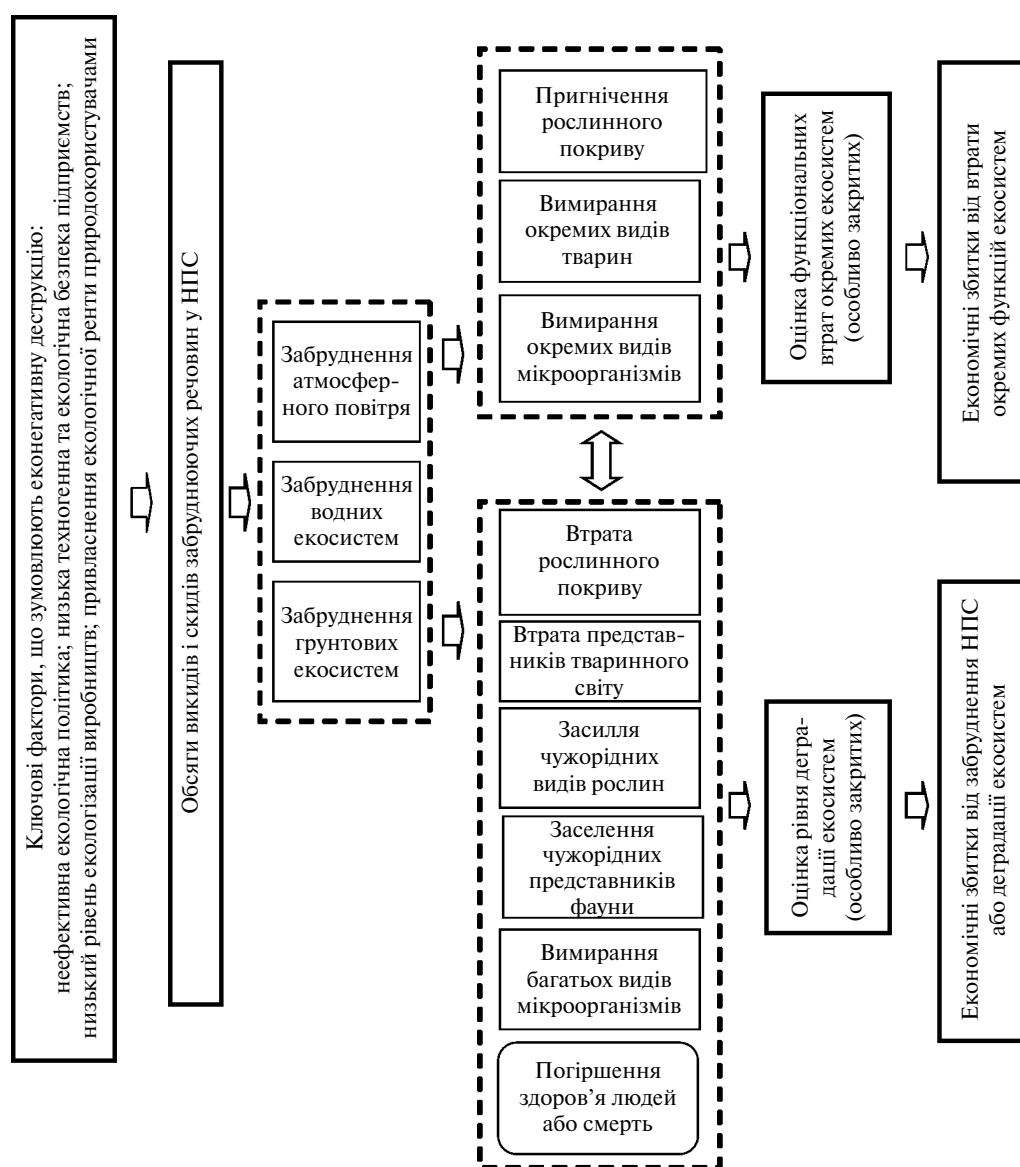 Ключові фактори, що зумовлюють еконегативну деструкцію:
неефективна екологічна політика; низька техногенна та екологічна безпека підприємств;
низький рівень екологізації виробництв; привласнення екологічної ренти природокористувачами
Обсяги викидів і скидів забруднюючих речовин у НПС
Забруднення
атмосфер-
ного повітря
Забруднення
водних
екосистем
Забруднення
грунтових
екосистем
Пригнічення
рослинного
покриву
Вимирання
окремих видів
тварин
Вимирання
окремих видів
мікроорганізмів
Втрата
рослинного
покриву
Втрата представ-
ників тваринного
світу
Засилля
чужорідних
видів рослин
Заселення
чужорідних
представників
фауни
Вимирання
багатьох видів
мікроорганізмів
Погіршення
здоров’я людей
або смерть
Оцінка функціональних
втрат окремих екосистем
(особливо закритих)
Оцінка рівня дегра-
дації екосистем
(особливо закритих)
Економічні збитки від втрати
окремих функцій екосистем
Економічні збитки від забруднення НПС
або деградації екосистем